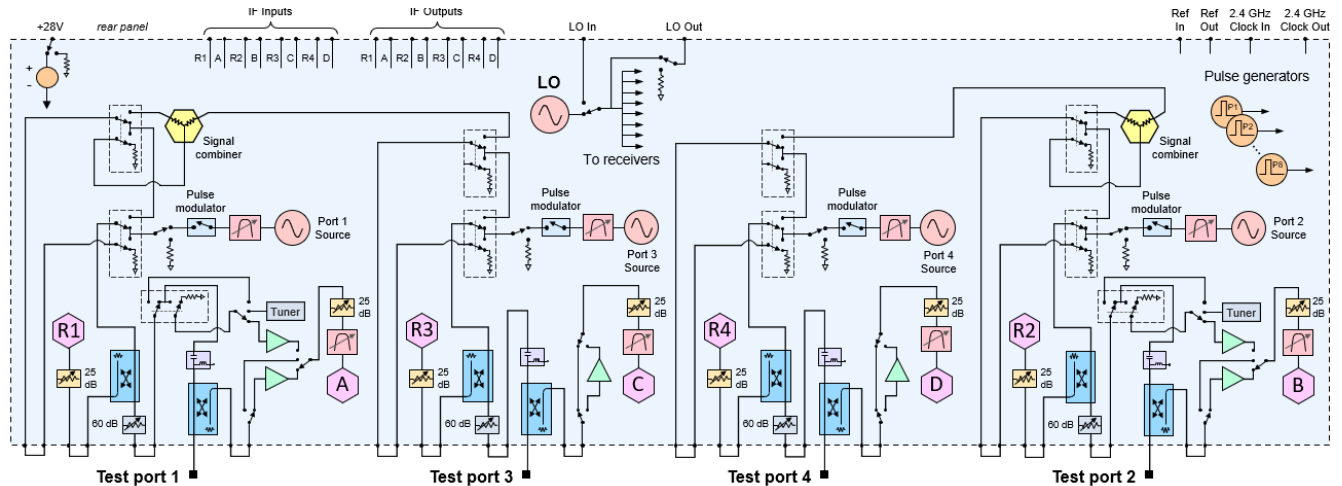 +28V
rear panel
IF Inputs
IF Outputs
LO In
LO Out
Ref
In
Ref
Out
2.4 GHz
Clock In
2.4 GHz
Clock Out
R1 A R2 B R3 C R4 D
R1 A R2 B R3 C R4 D
+
-
LO
To receivers
Pulse generators
P1
P2
P6
Signal
combiner
Signal
combiner
Pulse
modulator
Port 1
Source
Pulse
modulator
Port 3
Source
Pulse
modulator
Port 4
Source
Pulse
modulator
Port 2
Source
R1
25
dB
60 dB
Tuner
25
dB
A
R3
25
dB
60 dB
25
dB
C
R4
25
dB
60 dB
25
dB
D
R2
25
dB
60 dB
Tuner
25
dB
B
Test port 1
Test port 3
Test port 4
Test port 2